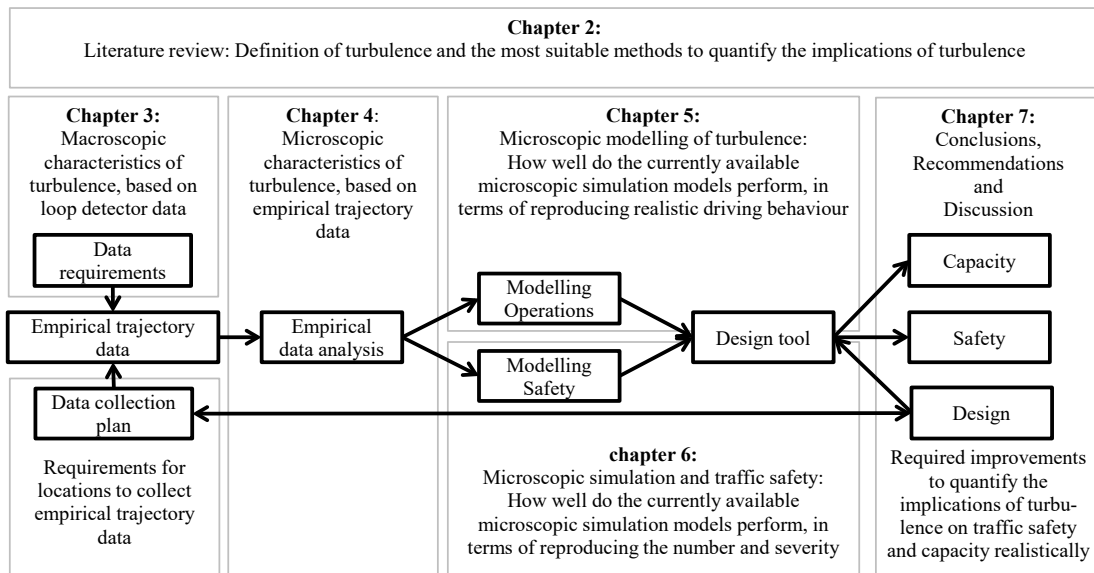 Chapter 2:
Literature review: Definition of turbulence and the most suitable methods to quantify the implications of turbulence
Chapter 3:
Macroscopic
characteristics of
turbulence, based on
loop detector data
Data
requirements
Empirical trajectory
data
Data collection
plan
Requirements for
locations to collect
empirical trajectory
data
Chapter 4:
Microscopic
characteristics of
turbulence, based on
empirical trajectory
data
Empirical
data analysis
Chapter 5:
Microscopic modelling of turbulence:
How well do the currently available
microscopic simulation models perform, in
terms of reproducing realistic driving behaviour
Modelling
Operations
Modelling
Safety
Design tool
chapter 6:
Microscopic simulation and traffic safety:
How well do the currently available
microscopic simulation models perform, in
terms of reproducing the number and severity
Chapter 7:
Conclusions,
Recommendations
and
Discussion
Capacity
Safety
Design
Required improvements
to quantify the
implications of turbu-
lence on traffic safety
and capacity realistically